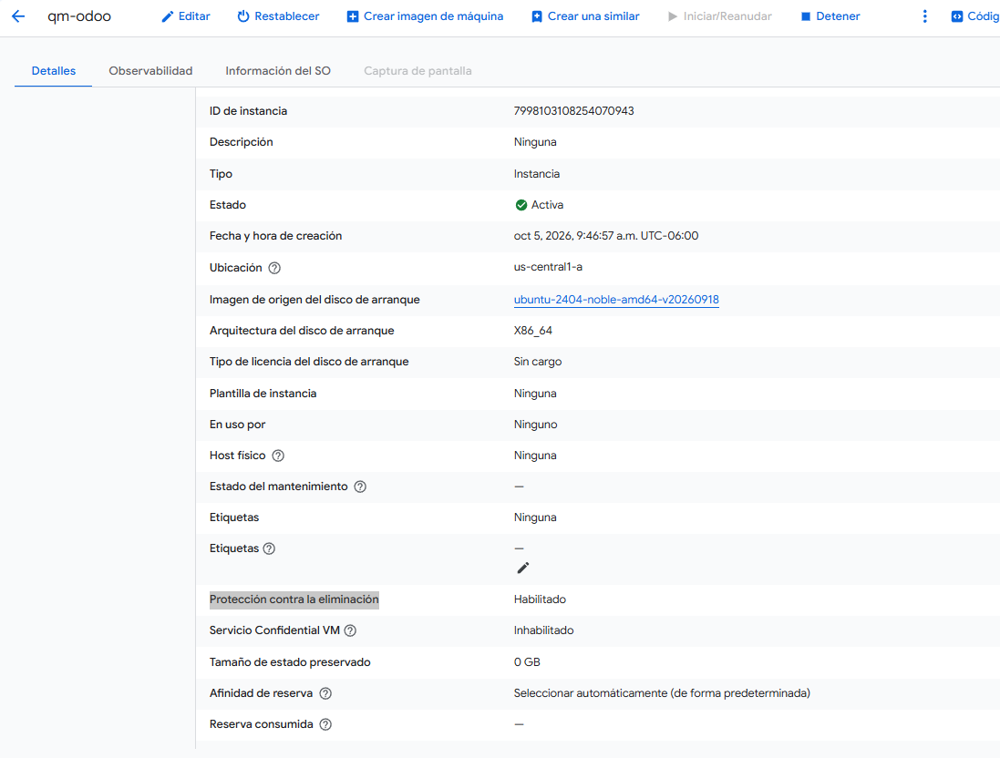 qm-odoo Editar Restablecer Crear imagen de máquina Crear una similar Iniciar/Reanudar Detener Códig
Detalles Observabilidad Información del SO Captura de pantalla
ID de instancia 7998103108254070943
Descripción Ninguna
Tipo Instancia
Estado Activa
Fecha y hora de creación oct 5, 2026, 9:46:57 a.m. UTC-06:00
Ubicación us-central1-a
Imagen de origen del disco de arranque ubuntu-2404-noble-amd64-v20260918
Arquitectura del disco de arranque X86_64
Tipo de licencia del disco de arranque Sin cargo
Plantilla de instancia Ninguna
En uso por Ninguno
Host físico Ninguna
Estado del mantenimiento —
Etiquetas Ninguna
Etiquetas —
Protección contra la eliminación Habilitado
Servicio Confidential VM Inhabilitado
Tamaño de estado preservado 0 GB
Afinidad de reserva Seleccionar automáticamente (de forma predeterminada)
Reserva consumida —